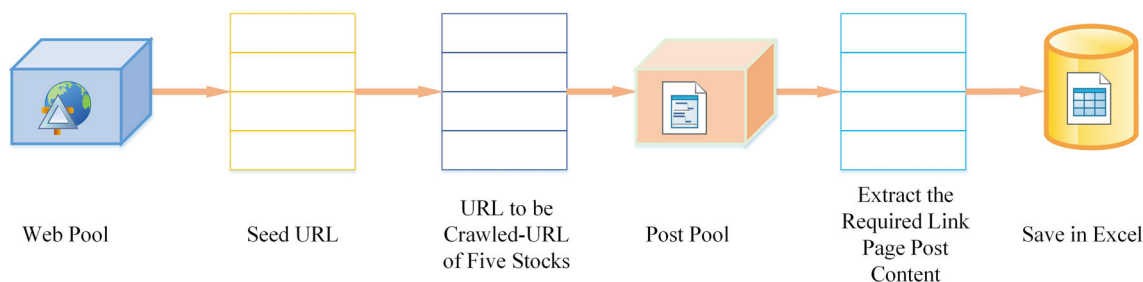 Web Pool
Seed URL
URL to be
Crawled-URL
of Five Stocks
Post Pool
Extract the
Required Link
Page Post
Content
Save in Excel